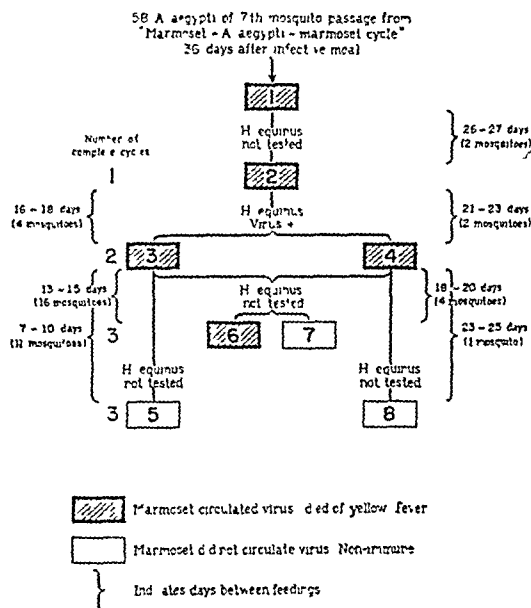 58 A aegypti of 7th mosquito passage from
"Marmoset - A aegypti - marmoset cycle"
36 days after infective meal
1
H equinus
not tested
26 - 27 days
(2 mosquitoes)
Number of
complete cycles
1
2
16 - 18 days
(4 mosquitoes)
H equinus
Virus +
21 - 23 days
(2 mosquitoes)
2
3
4
13 - 15 days
(16 mosquitoes)
H equinus
not tested
18 - 20 days
(4 mosquitoes)
7 - 10 days
(12 mosquitoes)
3
6
7
23 - 25 days
(1 mosquito)
H equinus
not tested
H equinus
not tested
3
5
8
Marmoset circulated virus died of yellow fever
Marmoset did not circulate virus Non-immune
Indicates days between feedings